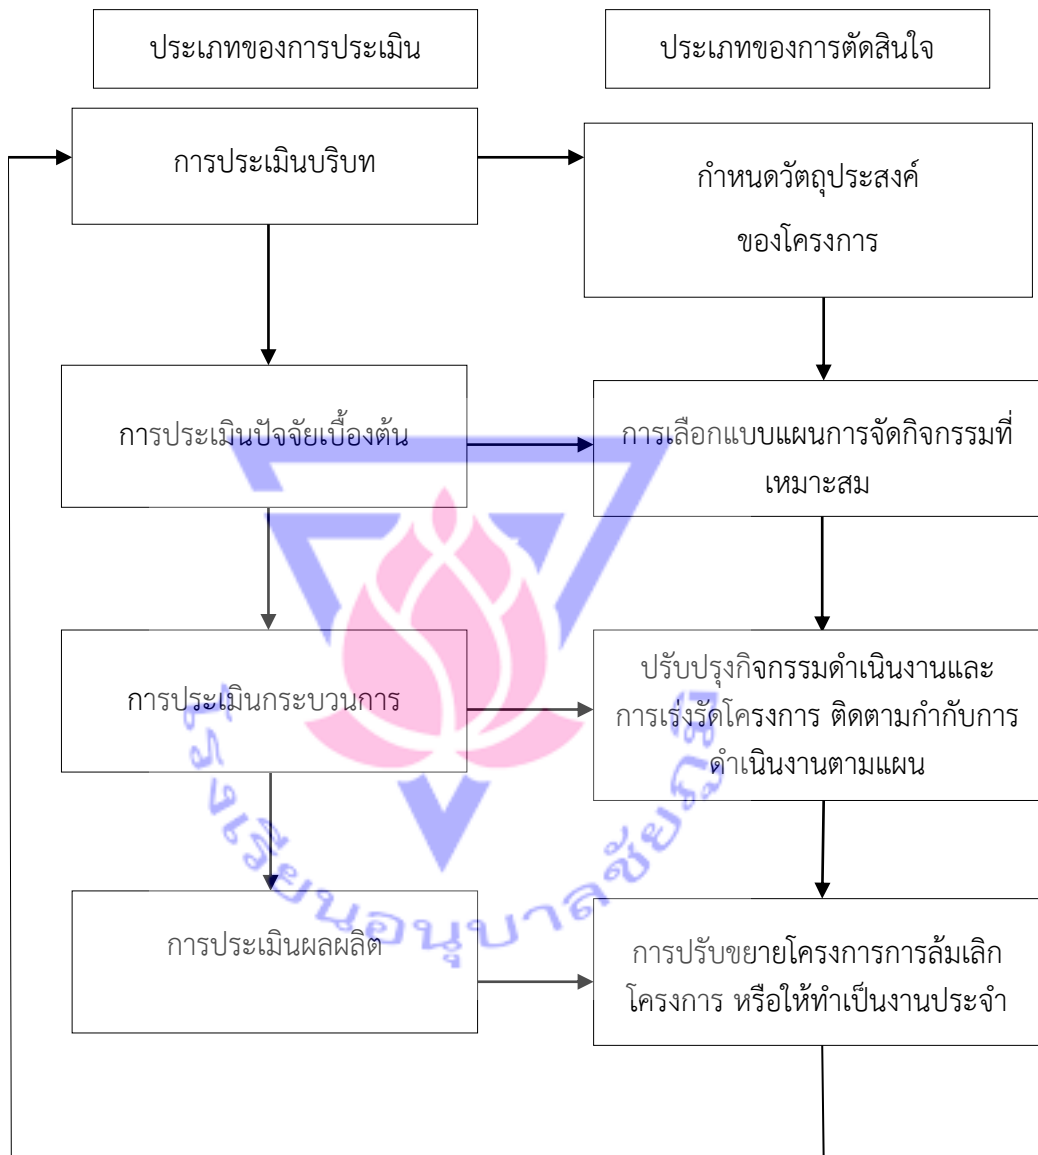 ประเภทของการประเมิน
ประเภทของการตัดสินใจ
การประเมินบริบท
กำหนดวัตถุประสงค์
ของโครงการ
การประเมินปัจจัยเบื้องต้น
การเลือกแบบแผนการจัดกิจกรรมที่
เหมาะสม
การประเมินกระบวนการ
ปรับปรุงกิจกรรมดำเนินงานและ
การเร่งรัดโครงการ ติดตามกำกับการ
ดำเนินงานตามแผน
การประเมินผลผลิต
การปรับขยายโครงการการล้มเลิก
โครงการ หรือให้ทำเป็นงานประจำ
โรงเรียนอนุบาลชัยภูมิ